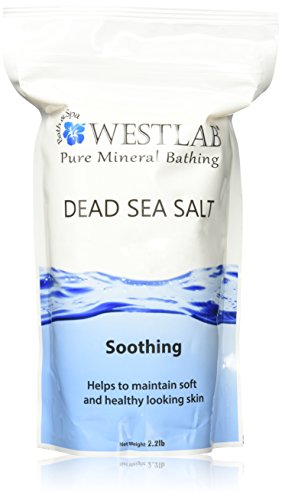 Bath & Spa
WESTLAB
Pure Mineral Bathing
DEAD SEA SALT
Soothing
Helps to maintain soft
and healthy looking skin
Net Weight 2.2lb